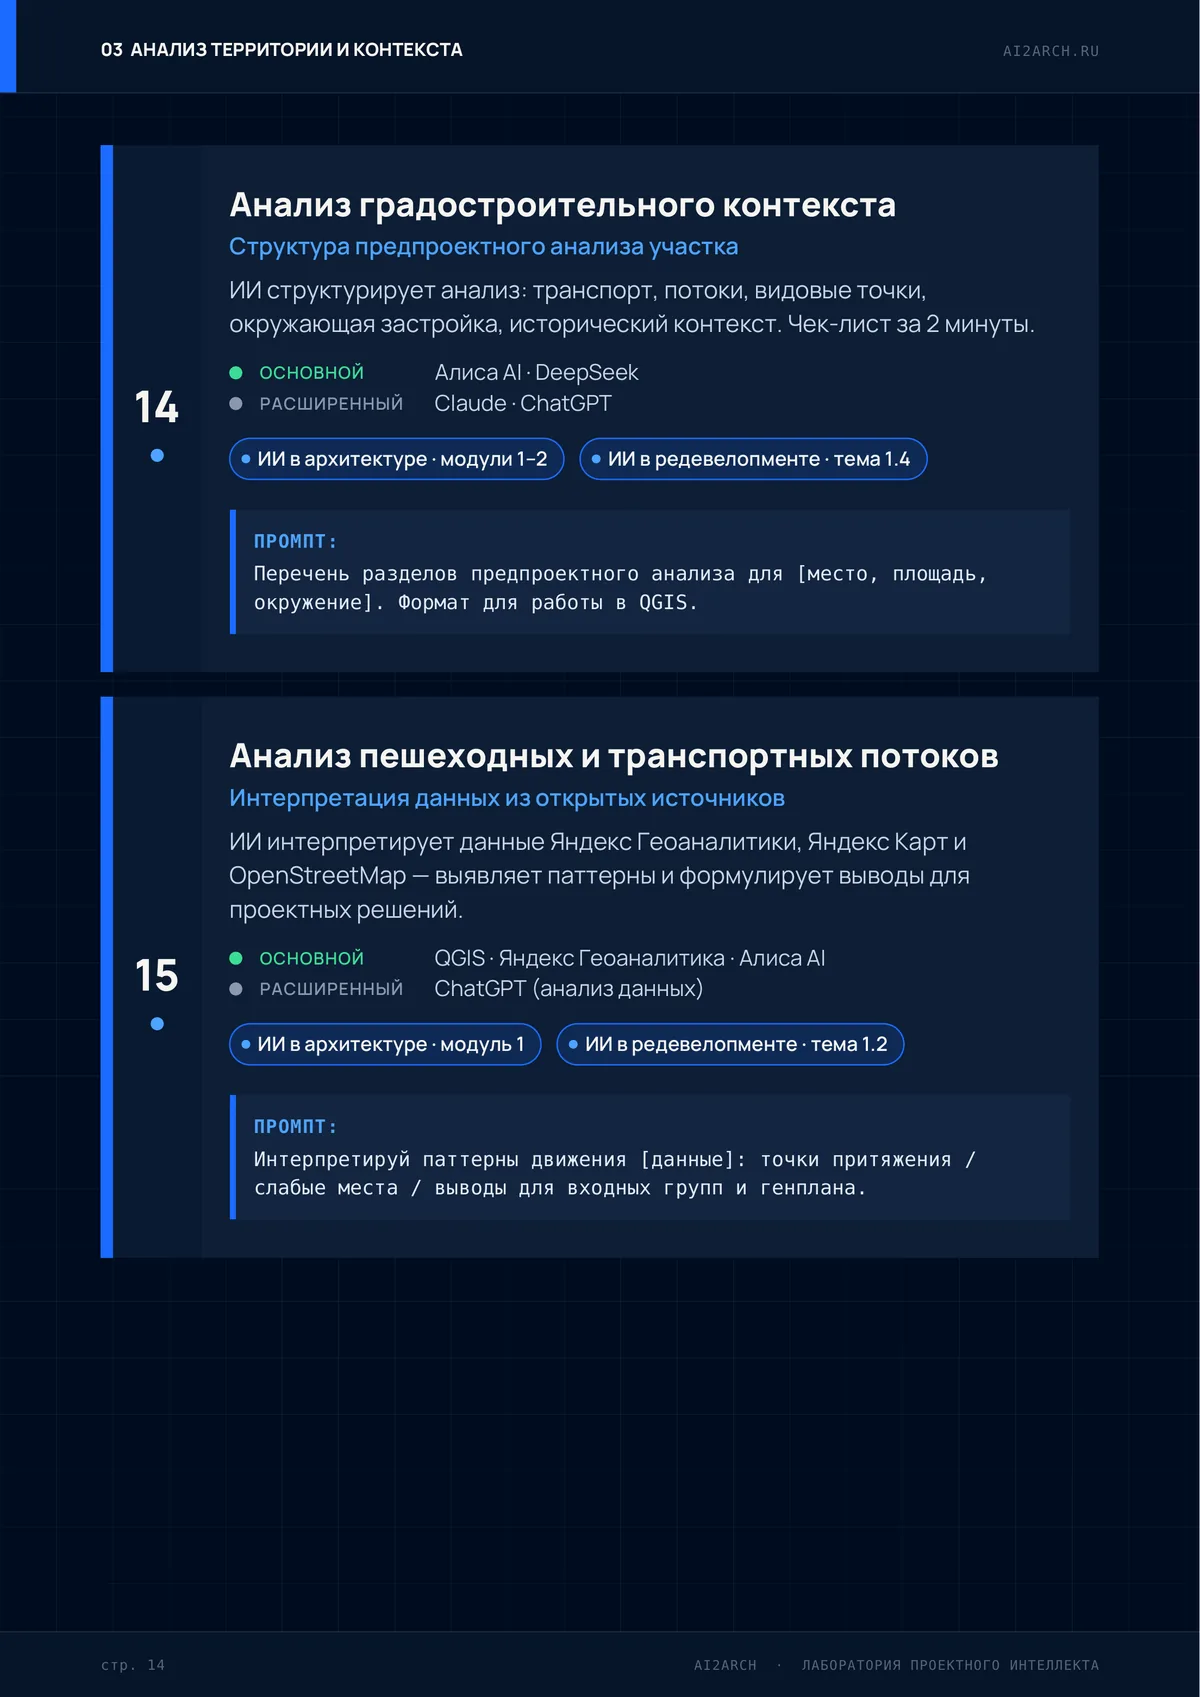 03 АНАЛИЗ ТЕРРИТОРИИ И КОНТЕКСТА
AI2ARCH.RU
14
Анализ градостроительного контекста
Структура предпроектного анализа участка
ИИ структурирует анализ: транспорт, потоки, видовые точки,
окружающая застройка, исторический контекст. Чек-лист за 2 минуты.
ОСНОВНОЙ Алиса AI · DeepSeek
РАСШИРЕННЫЙ Claude · ChatGPT
ИИ в архитектуре · модули 1–2
ИИ в редевелопменте · тема 1.4
ПРОМПТ:
Перечень разделов предпроектного анализа для [место, площадь,
окружение]. Формат для работы в QGIS.
15
Анализ пешеходных и транспортных потоков
Интерпретация данных из открытых источников
ИИ интерпретирует данные Яндекс Геоаналитики, Яндекс Карт и
OpenStreetMap — выявляет паттерны и формулирует выводы для
проектных решений.
ОСНОВНОЙ QGIS · Яндекс Геоаналитика · Алиса AI
РАСШИРЕННЫЙ ChatGPT (анализ данных)
ИИ в архитектуре · модуль 1
ИИ в редевелопменте · тема 1.2
ПРОМПТ:
Интерпретируй паттерны движения [данные]: точки притяжения /
слабые места / выводы для входных групп и генплана.
стр. 14
AI2ARCH · ЛАБОРАТОРИЯ ПРОЕКТНОГО ИНТЕЛЛЕКТА